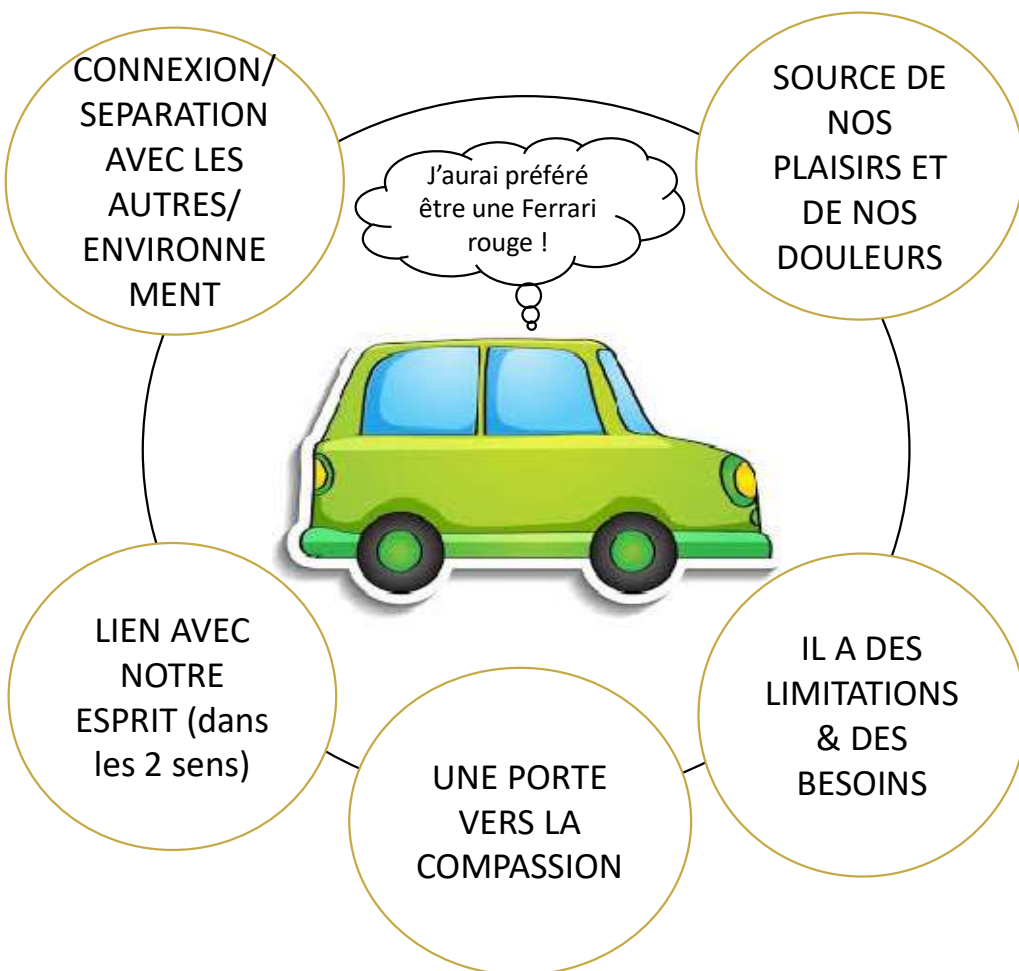 CONNEXION/
SEPARATION
AVEC LES
AUTRES/
ENVIRONNE
MENT
J’aurai préféré
être une Ferrari
rouge !
SOURCE DE
NOS
PLAISIRS ET
DE NOS
DOULEURS
LIEN AVEC
NOTRE
ESPRIT (dans
les 2 sens)
UNE PORTE
VERS LA
COMPASSION
IL A DES
LIMITATIONS
& DES
BESOINS